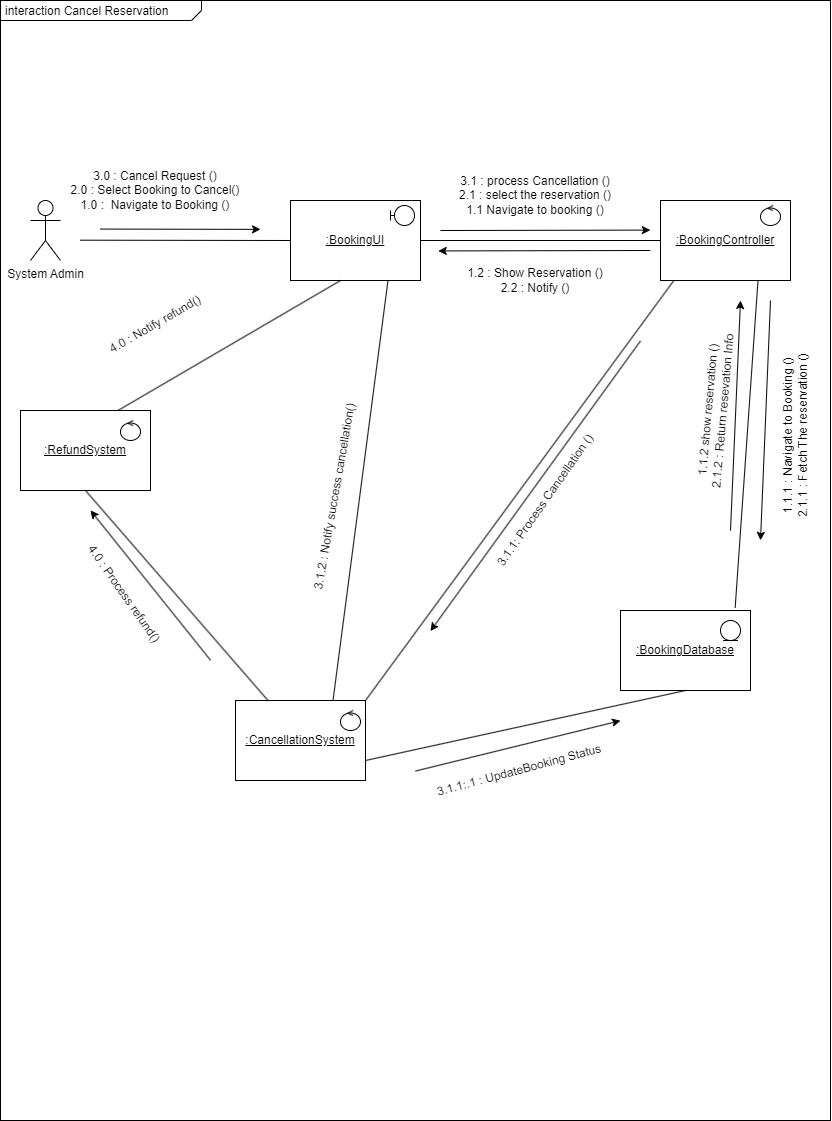 interaction Cancel Reservation
3.0 : Cancel Request ()
2.0 : Select Booking to Cancel()
1.0 : Navigate to Booking ()
3.1 : process Cancellation ()
2.1 : select the reservation ()
1.1 Navigate to booking ()
System Admin
:BookingUI
:BookingController
1.2 : Show Reservation ()
2.2 : Notify ()
4.0 : Notify refund()
1.1.2 show reservation ()
2.1.2 : Return resevation Info
1.1.1 : Navigate to Booking ()
2.1.1 : FetchThe reservation ()
:RefundSystem
3.1.2 : Notify success cancellation()
3.1.1: Process Cancellation ()
4.0 : Process refund()
:BookingDatabase
:CancellationSystem
3.1.1:.1 : UpdateBooking Status